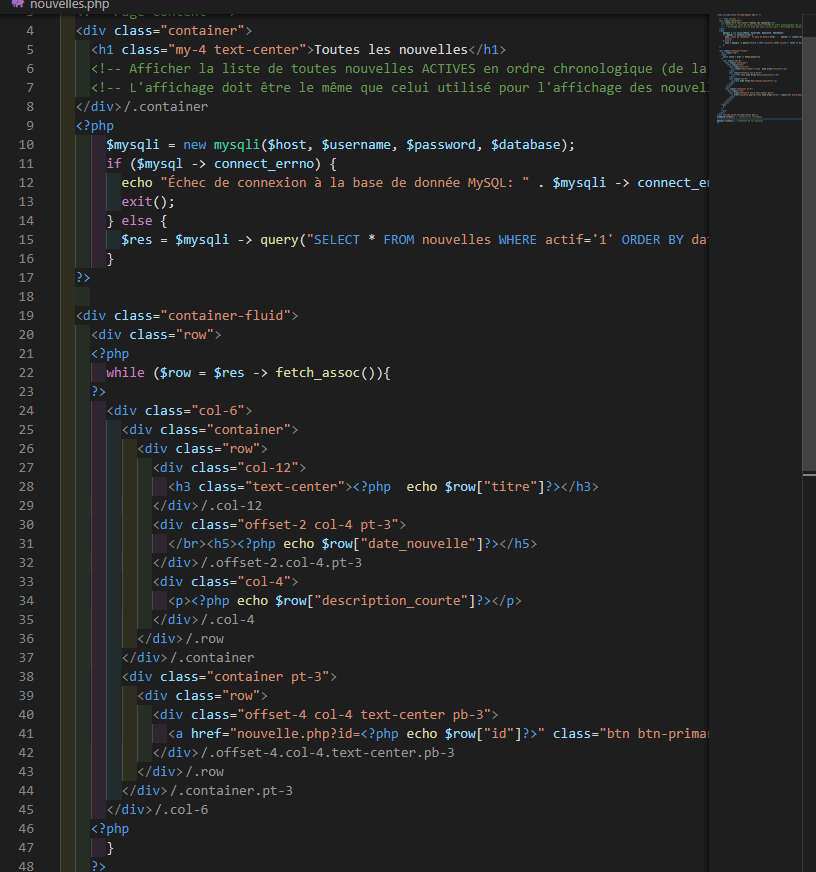 nouvelles.php
4 <div class="container">
5 <h1 class="my-4 text-center">Toutes les nouvelles</h1>
6 <!-- Afficher la liste de toutes nouvelles ACTIVES en ordre chronologique (de la
7 <!-- L'affichage doit être le même que celui utilisé pour l'affichage des nouvell
8 </div>/.container
9 <?php
10 $mysqli = new mysqli($host, $username, $password, $database);
11 if ($mysql -> connect_errno) {
12 echo "Échec de connexion à la base de donnée MySQL: " . $mysqli -> connect_er
13 exit();
14 } else {
15 $res = $mysqli -> query("SELECT * FROM nouvelles WHERE actif='1' ORDER BY dat
16 }
17 ?>
18
19 <div class="container-fluid">
20 <div class="row">
21 <?php
22 while ($row = $res -> fetch_assoc()){
23 ?>
24 <div class="col-6">
25 <div class="container">
26 <div class="row">
27 <div class="col-12">
28 <h3 class="text-center"><?php  echo $row["titre"]?></h3>
29 </div>/.col-12
30 <div class="offset-2 col-4 pt-3">
31 </br><h5><?php echo $row["date_nouvelle"]?></h5>
32 </div>/.offset-2.col-4.pt-3
33 <div class="col-4">
34 <p><?php echo $row["description_courte"]?></p>
35 </div>/.col-4
36 </div>/.row
37 </div>/.container
38 <div class="container pt-3">
39 <div class="row">
40 <div class="offset-4 col-4 text-center pb-3">
41 <a href="nouvelle.php?id=<?php echo $row["id"]?>" class="btn btn-primar
42 </div>/.offset-4.col-4.text-center.pb-3
43 </div>/.row
44 </div>/.container.pt-3
45 </div>/.col-6
46 <?php
47 }
48 ?>